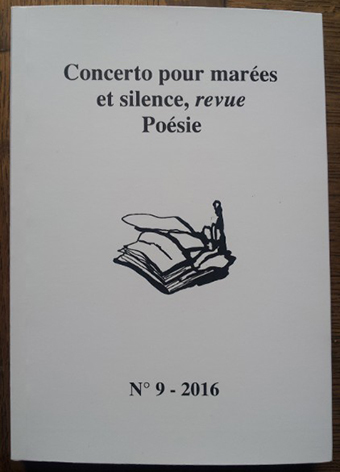 Concerto pour marées
et silence, revue
Poésie
N° 9 - 2016